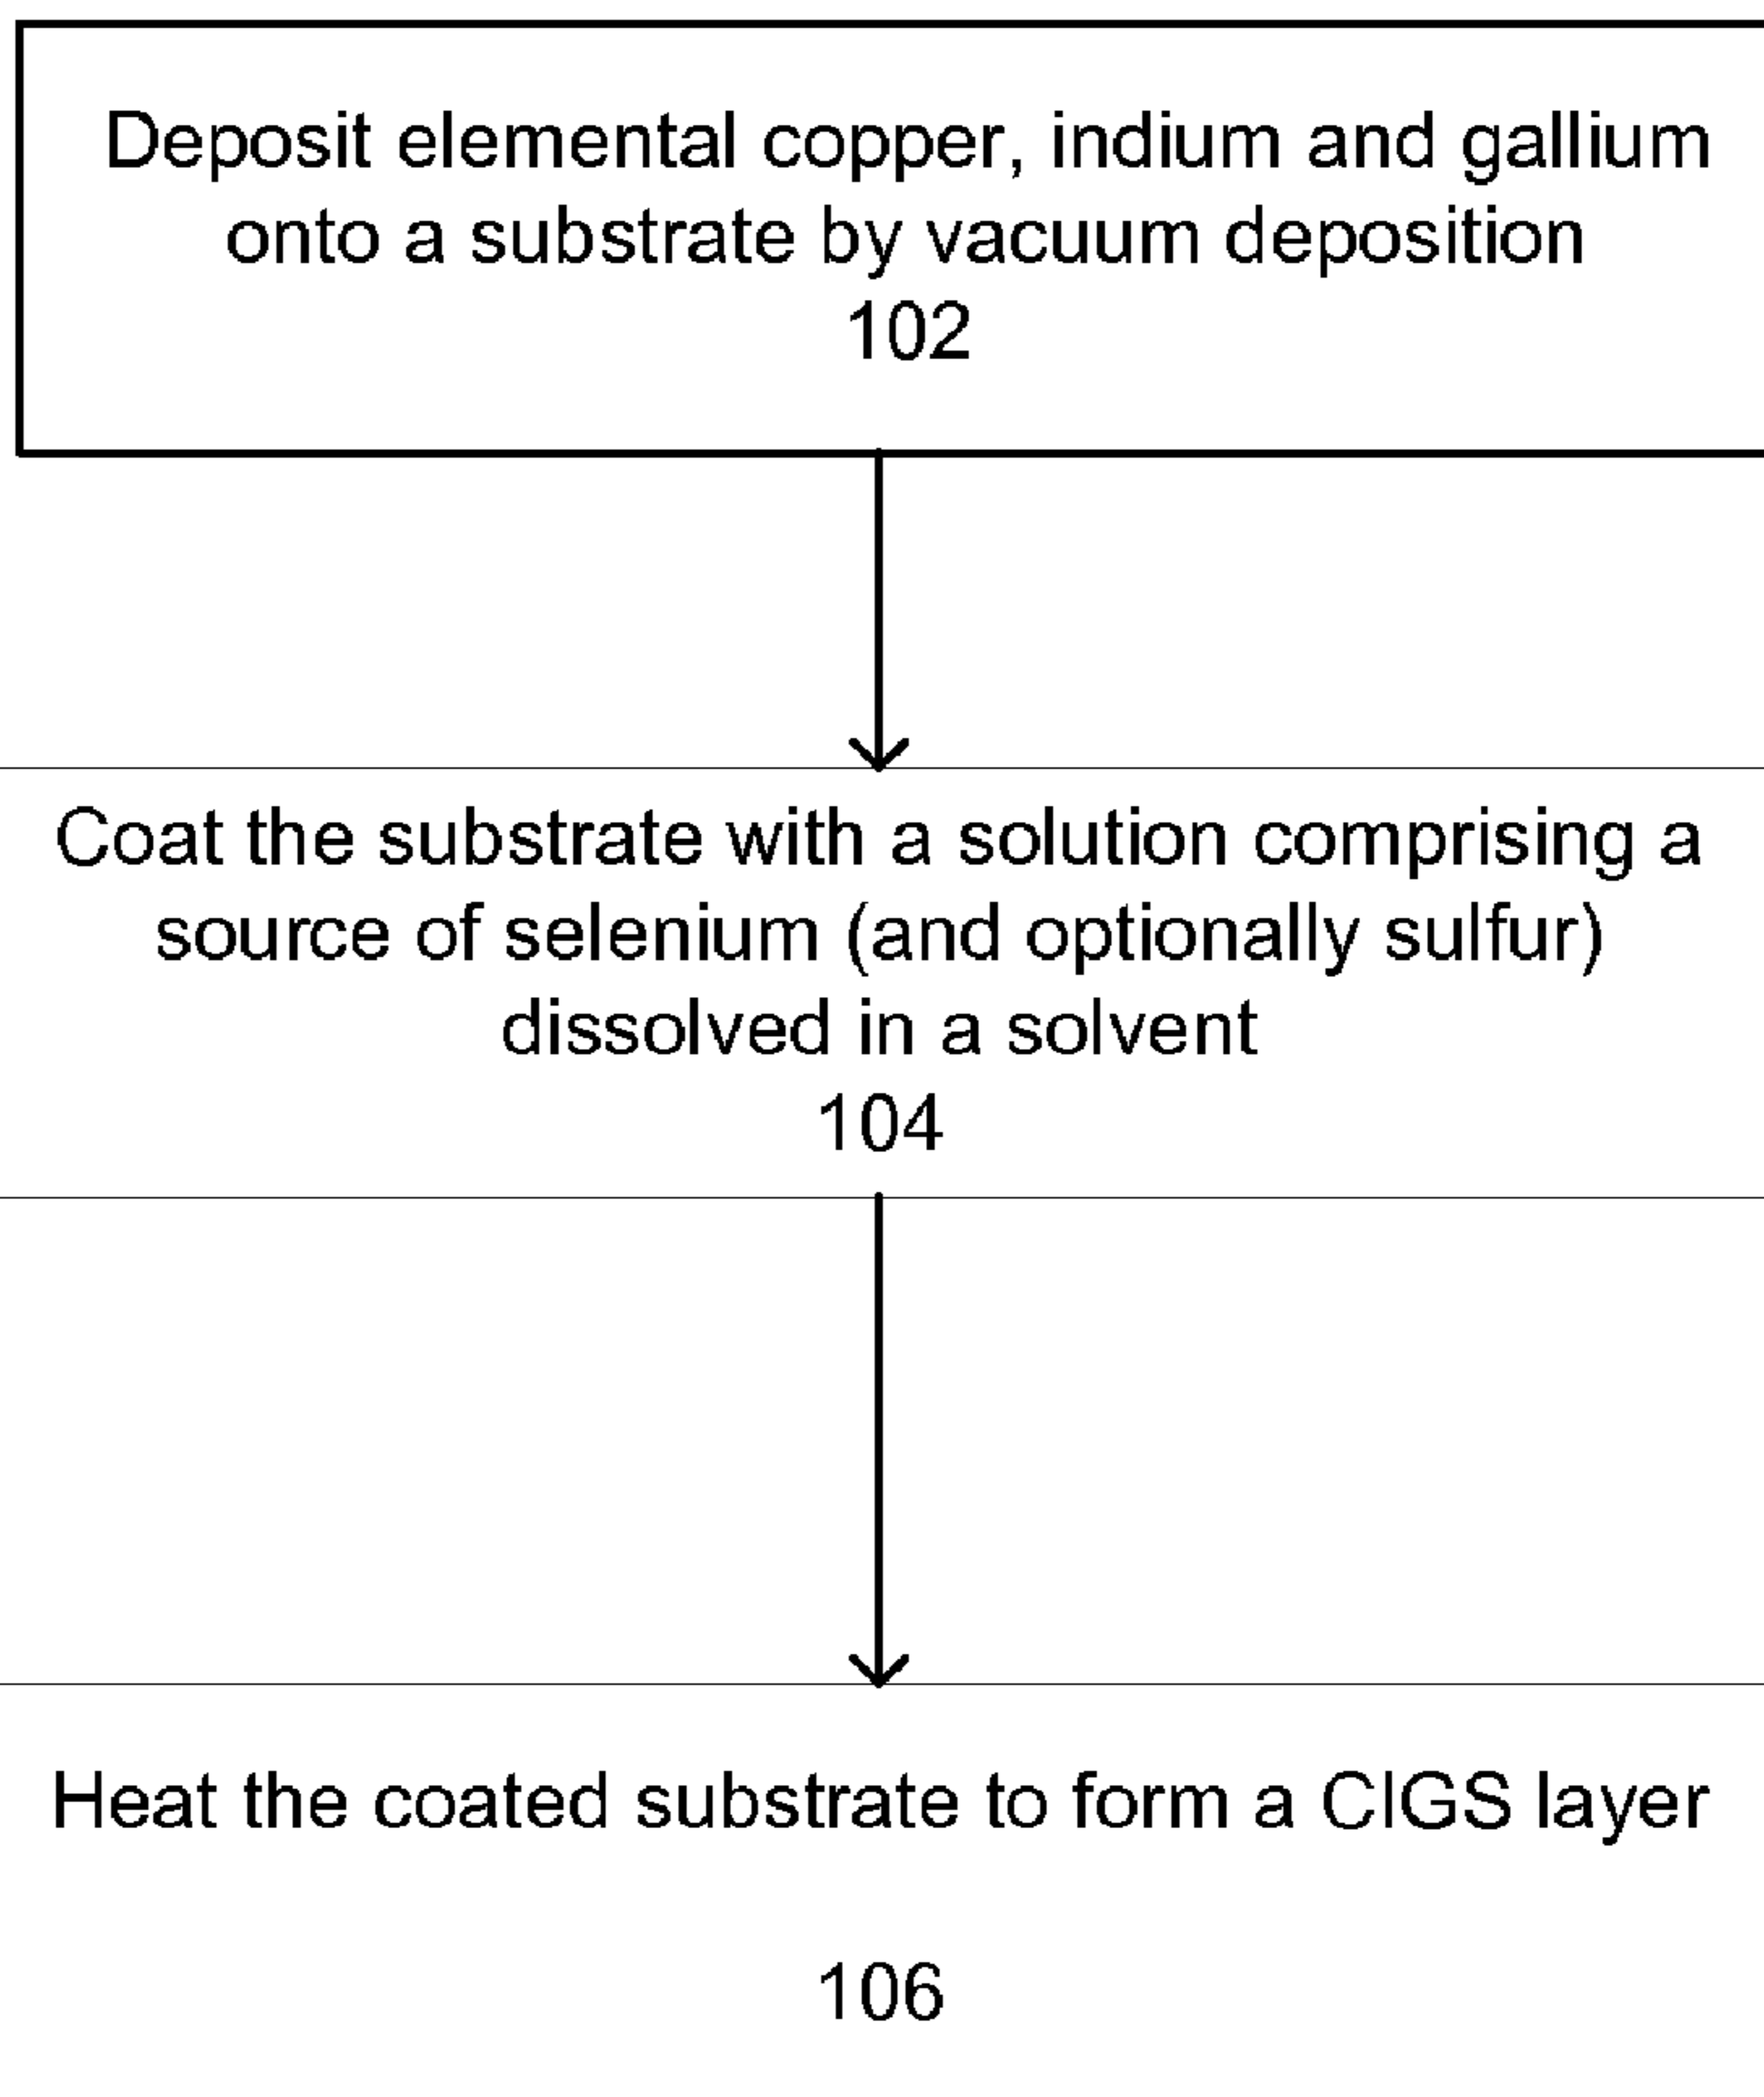 Deposit elemental copper, indium and gallium
onto a substrate by vacuum deposition
102
Coat the substrate with a solution comprising a
source of selenium (and optionally sulfur)
dissolved in a solvent
104
Heat the coated substrate to form a CIGS layer
106